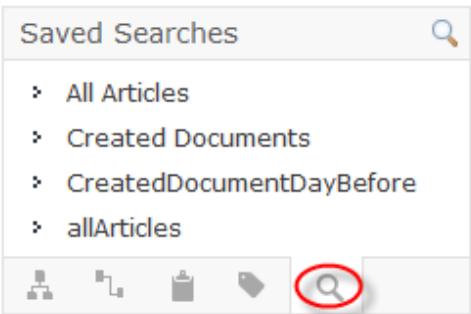 Saved Searches
All Articles
Created Documents
CreatedDocumentDayBefore
allArticles